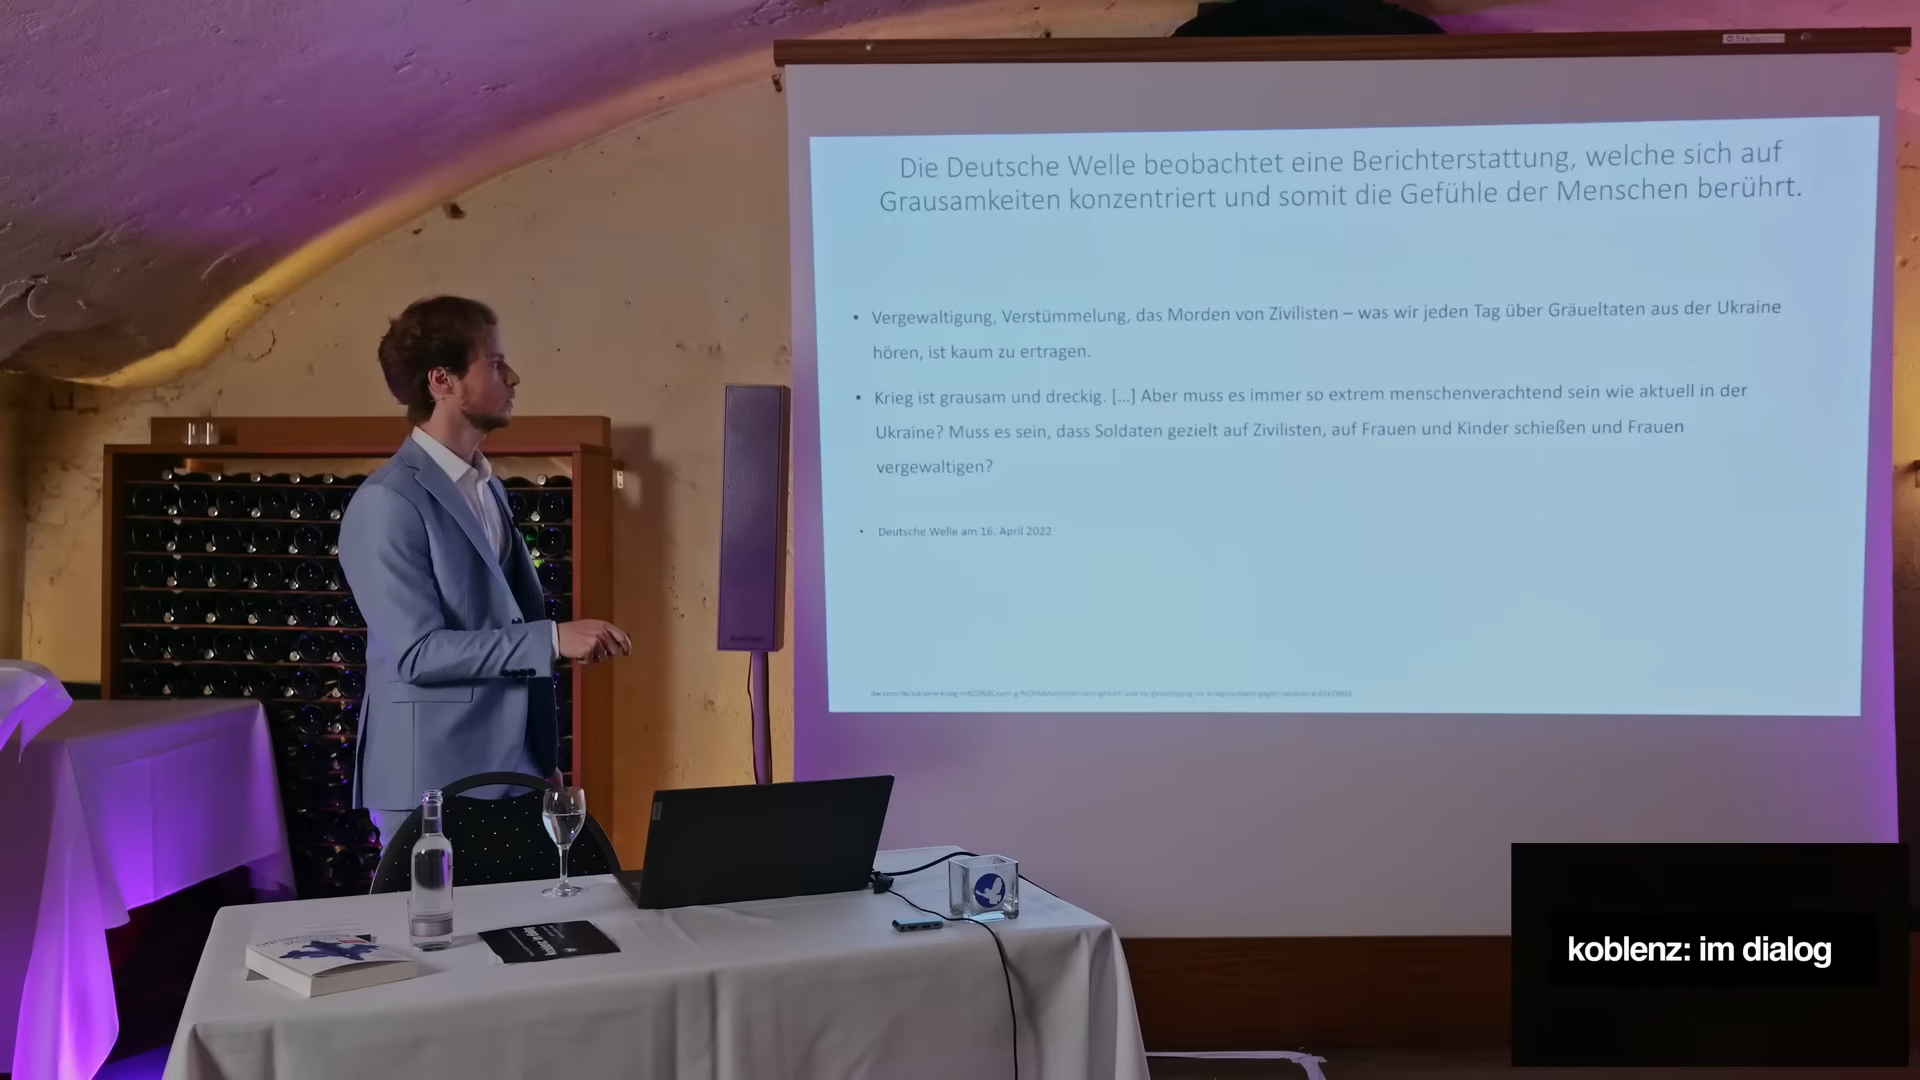 Die Deutsche Welle beobachtet eine Berichterstattung, welche sich auf
Grausamkeiten konzentriert und somit die Gefühle der Menschen berührt.
• Vergewaltigung, Verstümmelung, das Morden von Zivilisten – was wir jeden Tag über Gräueltaten aus der Ukraine
hören, ist kaum zu ertragen.
• Krieg ist grausam und dreckig. [...] Aber muss es immer so extrem menschenverachtend sein wie aktuell in der
Ukraine? Muss es sein, dass Soldaten gezielt auf Zivilisten, auf Frauen und Kinder schießen und Frauen
vergewaltigen?
• Deutsche Welle am 16. April 2022
koblenz: im dialog